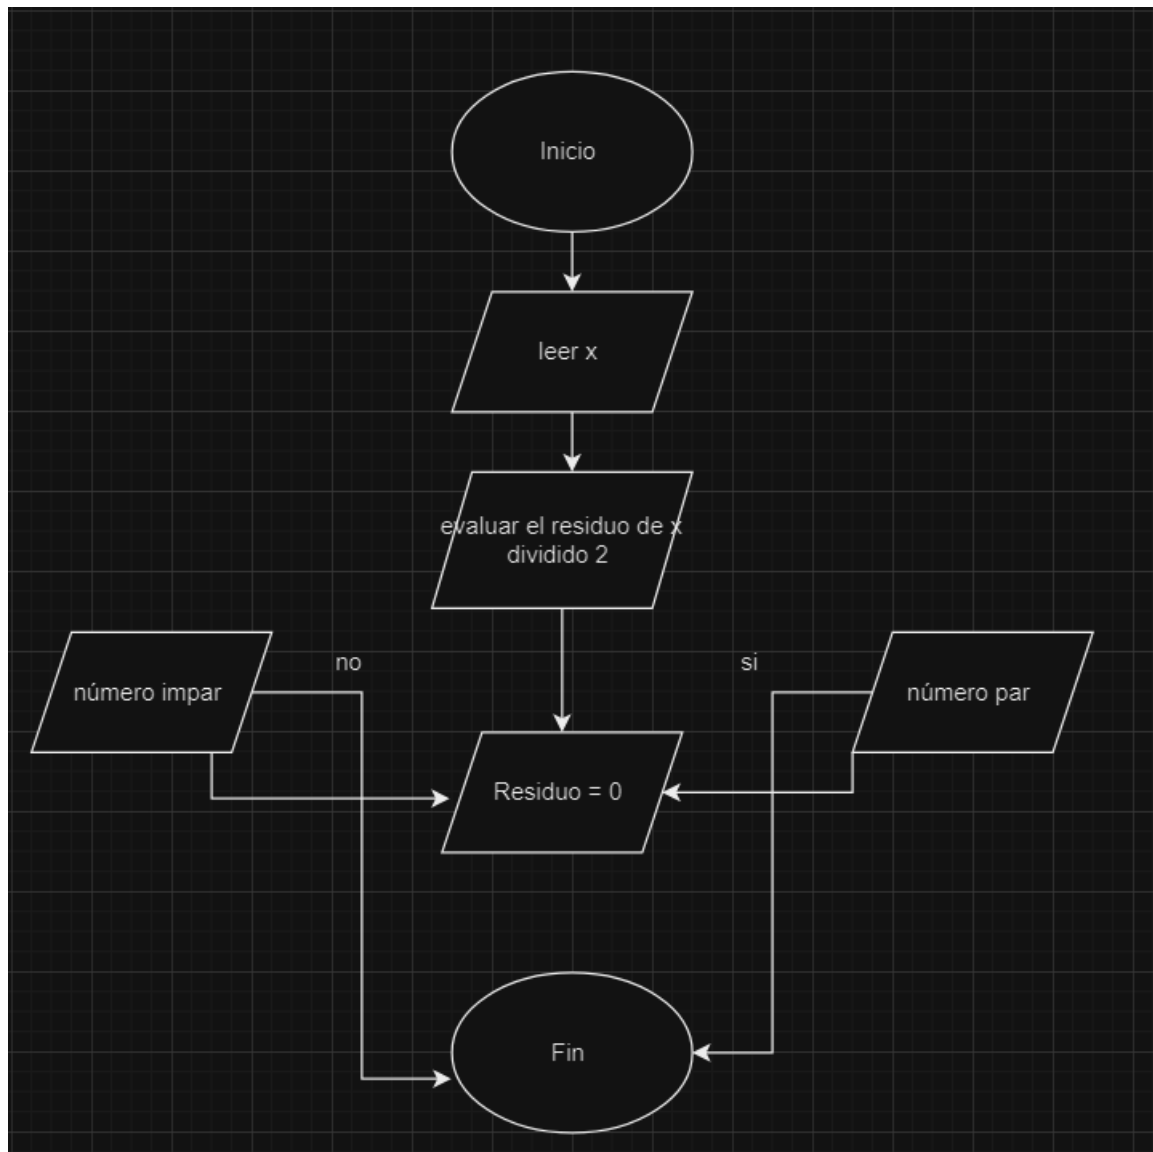 Inicio
leer x
evaluar el residuo de x
dividido 2
no
si
número impar
número par
Residuo = 0
Fin